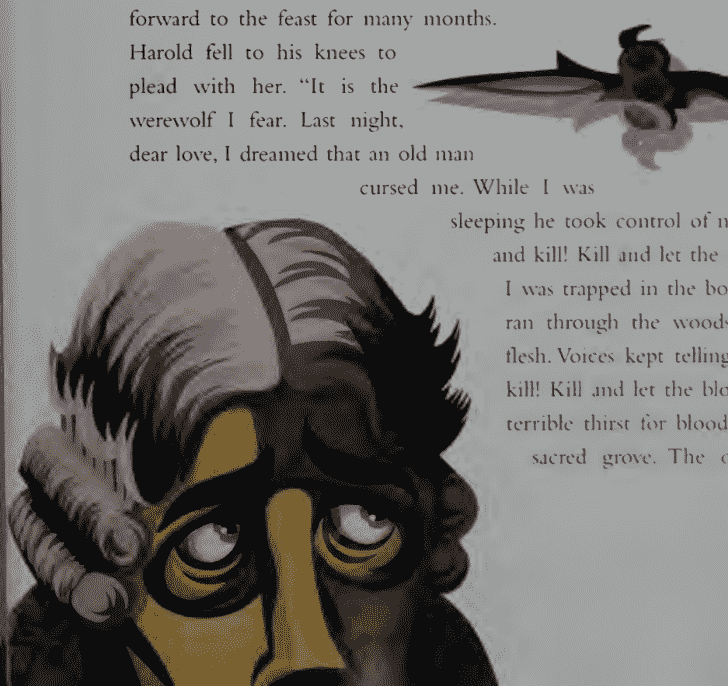 forward to the feast for many months.
Harold fell to his knees to
plead with her. “It is the
werewolf I fear. Last night,
dear love, I dreamed that an old man
cursed me. While I was
sleeping he took control of
and kill! Kill and let the
I was trapped in the
ran through the
flesh. Voices kept telling
kill! Kill and let the
terrible thirst for blood
sacred grove. The